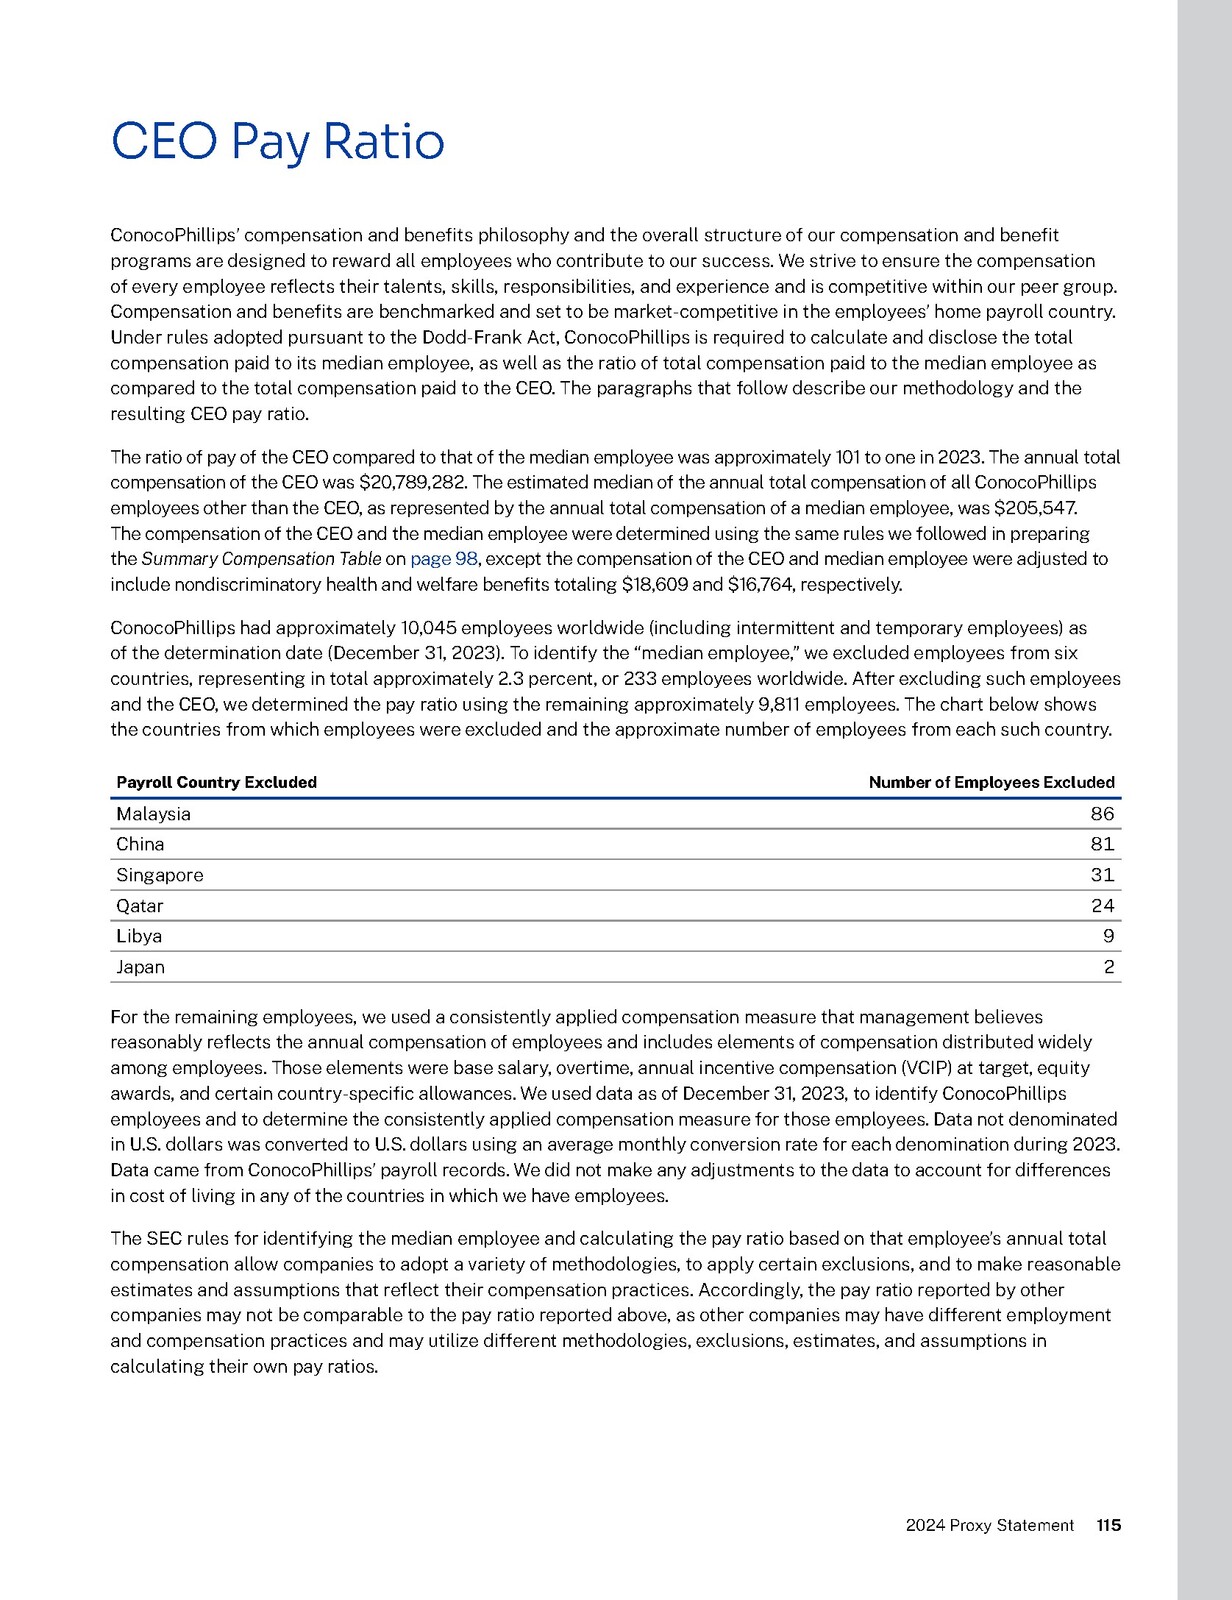 CEO Pay Ratio
ConocoPhillips’ compensation and benefits philosophy and the overall structure of our compensation and benefit
programs are designed to reward all employees who contribute to our success. We strive to ensure the compensation
of every employee reflects their talents, skills, responsibilities, and experience and is competitive within our peer group.
Compensation and benefits are benchmarked and set to be market-competitive in the employees’ home payroll country.
Under rules adopted pursuant to the Dodd-Frank Act, ConocoPhillips is required to calculate and disclose the total
compensation paid to its median employee, as well as the ratio of total compensation paid to the median employee as
compared to the total compensation paid to the CEO. The paragraphs that follow describe our methodology and the
resulting CEO pay ratio.
The ratio of pay of the CEO compared to that of the median employee was approximately 101 to one in 2023. The annual total
compensation of the CEO was $20,789,282. The estimated median of the annual total compensation of all ConocoPhillips
employees other than the CEO, as represented by the annual total compensation of a median employee, was $205,547.
The compensation of the CEO and the median employee were determined using the same rules we followed in preparing
the Summary Compensation Table on page 98, except the compensation of the CEO and median employee were adjusted to
include nondiscriminatory health and welfare benefits totaling $18,609 and $16,764, respectively.
ConocoPhillips had approximately 10,045 employees worldwide (including intermittent and temporary employees) as
of the determination date (December 31, 2023). To identify the “median employee,” we excluded employees from six
countries, representing in total approximately 2.3 percent, or 233 employees worldwide. After excluding such employees
and the CEO, we determined the pay ratio using the remaining approximately 9,811 employees. The chart below shows
the countries from which employees were excluded and the approximate number of employees from each such country.
Payroll Country Excluded Number of Employees Excluded
Malaysia 86
China 81
Singapore 31
Qatar 24
Libya 9
Japan 2
For the remaining employees, we used a consistently applied compensation measure that management believes
reasonably reflects the annual compensation of employees and includes elements of compensation distributed widely
among employees. Those elements were base salary, overtime, annual incentive compensation (VCIP) at target, equity
awards, and certain country-specific allowances. We used data as of December 31, 2023, to identify ConocoPhillips
employees and to determine the consistently applied compensation measure for those employees. Data not denominated
in U.S. dollars was converted to U.S. dollars using an average monthly conversion rate for each denomination during 2023.
Data came from ConocoPhillips’ payroll records. We did not make any adjustments to the data to account for differences
in cost of living in any of the countries in which we have employees.
The SEC rules for identifying the median employee and calculating the pay ratio based on that employee’s annual total
compensation allow companies to adopt a variety of methodologies, to apply certain exclusions, and to make reasonable
estimates and assumptions that reflect their compensation practices. Accordingly, the pay ratio reported by other
companies may not be comparable to the pay ratio reported above, as other companies may have different employment
and compensation practices and may utilize different methodologies, exclusions, estimates, and assumptions in
calculating their own pay ratios.
2024 Proxy Statement 115